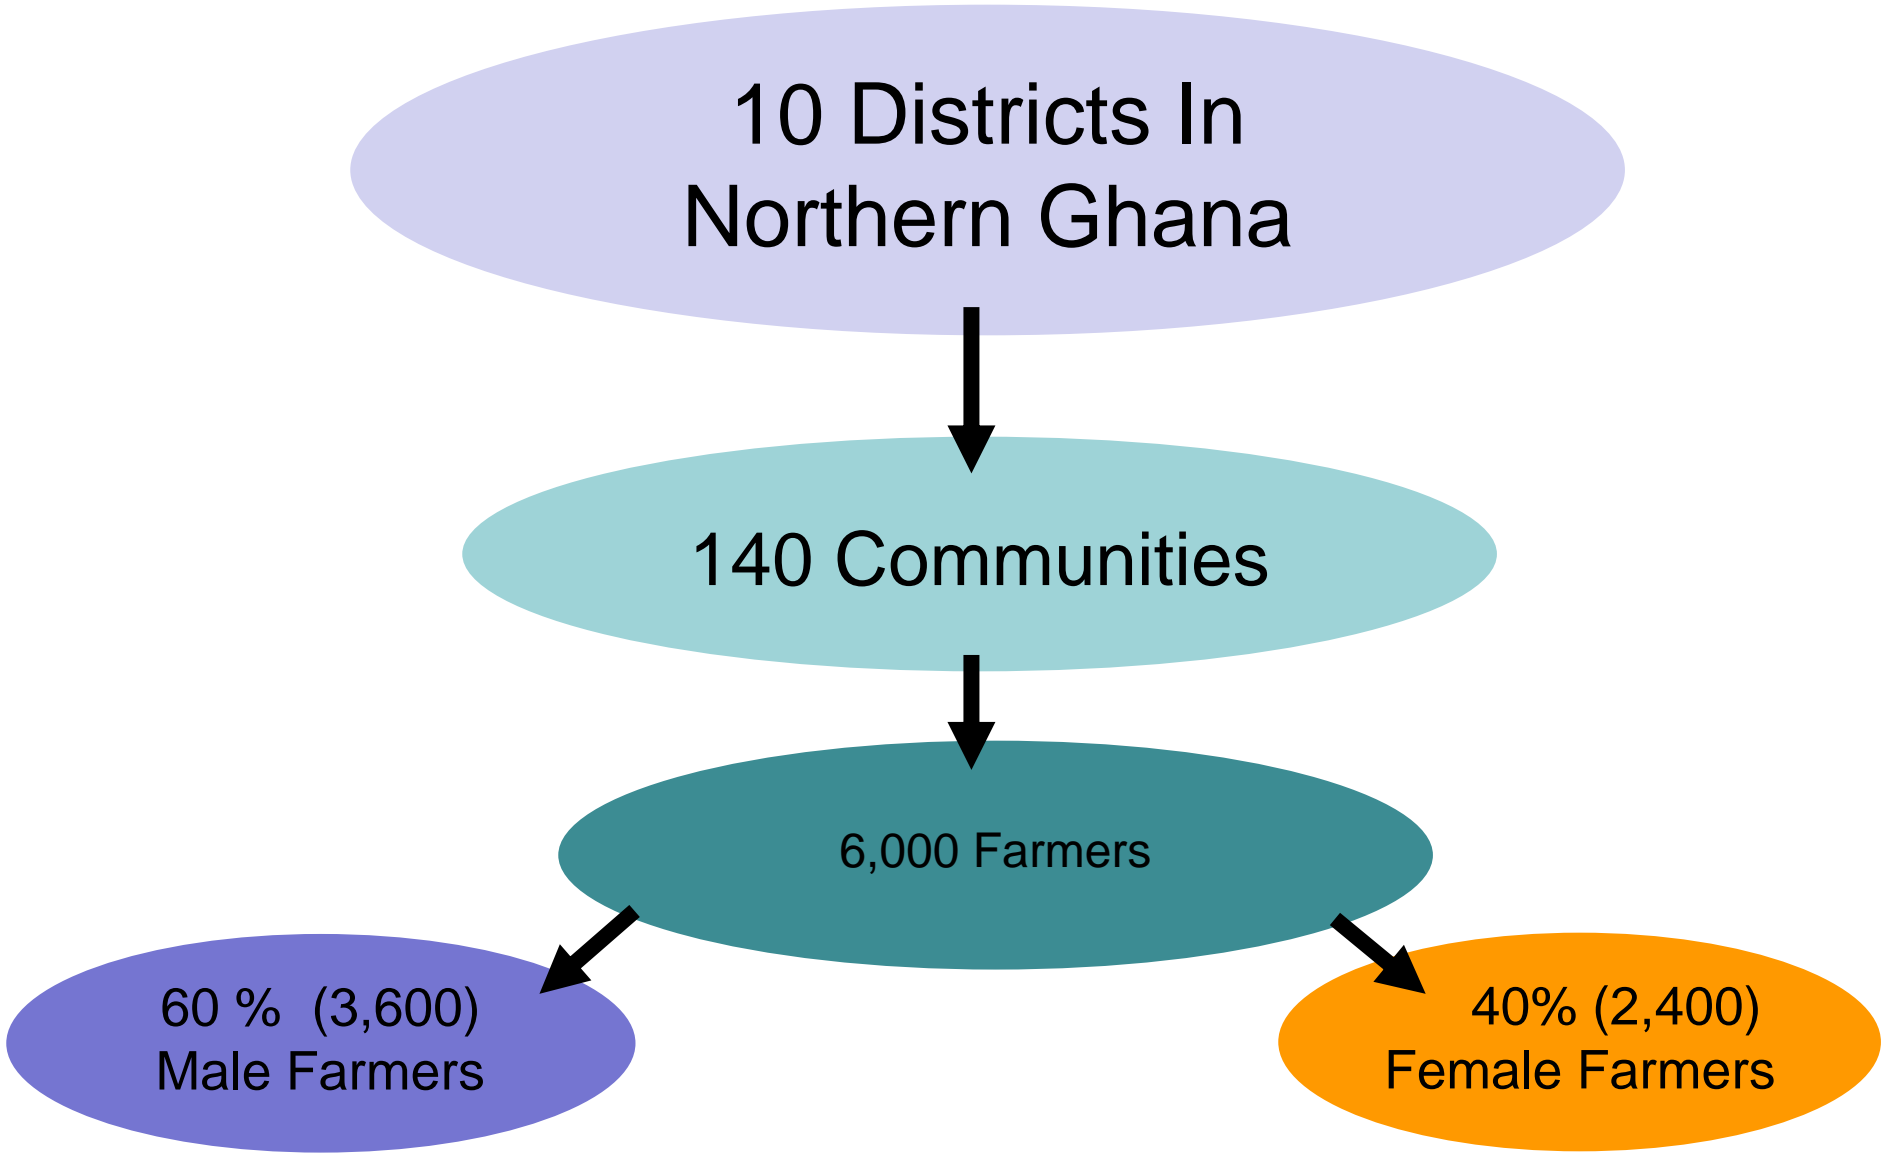 10 Districts In
Northern Ghana
140 Communities
6,000 Farmers
60 %  (3,600)
Male Farmers
40% (2,400)
Female Farmers